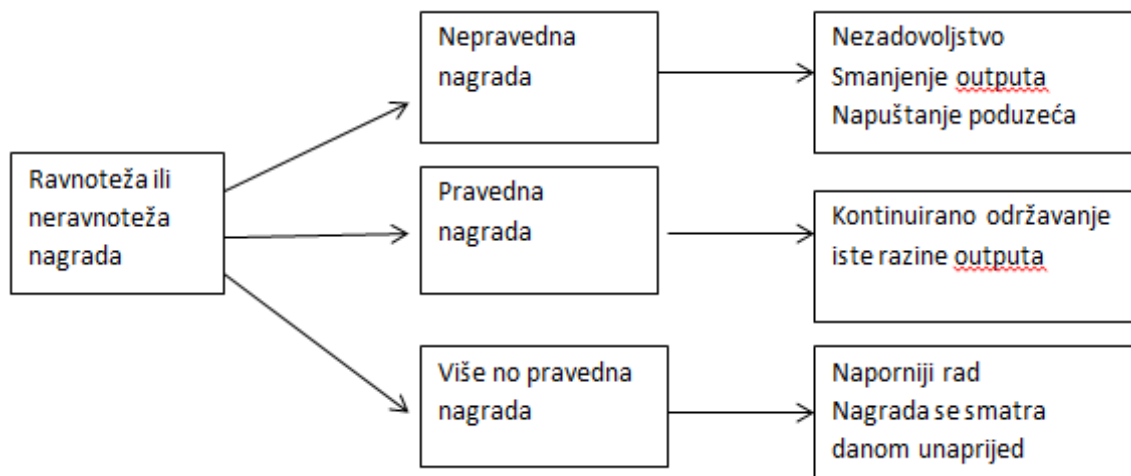 Ravnoteža ili
neravnoteža
nagrada
Nepravedna
nagrada
Nezadovoljstvo
Smanjenje outputa
Napuštanje poduzeća
Pravedna
nagrada
Kontinuirano održavanje
iste razine outputa
Više no pravedna
nagrada
Naporniji rad
Nagrada se smatra
danom unaprijed